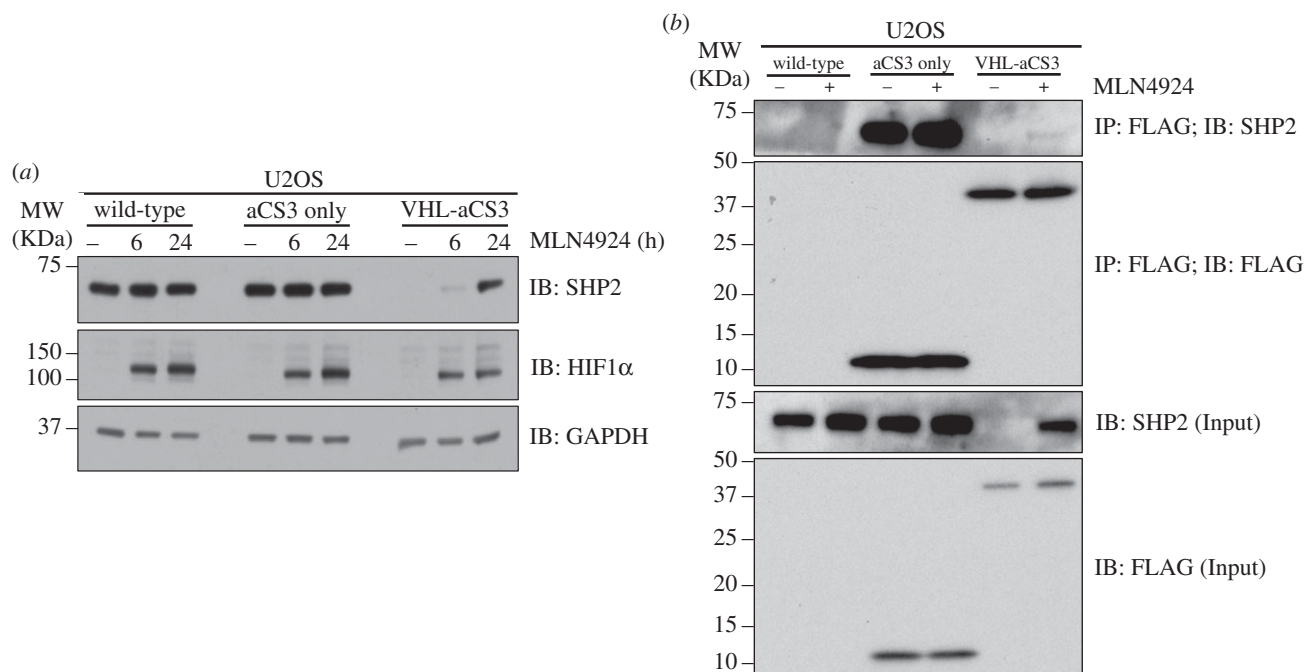 (a)
U2OS
MW
(KDa)
wild-type aCS3 only VHL-aCS3
– 6 24 – 6 24 – 6 24 MLN4924 (h)
75
IB: SHP2
150
100
IB: HIF1α
37
IB: GAPDH
(b)
U2OS
MW
(KDa)
wild-type aCS3 only VHL-aCS3
– + – + – + MLN4924
75
IP: FLAG; IB: SHP2
50
37
25
20
15
10
IP: FLAG; IB: FLAG
75
IB: SHP2 (Input)
50
37
25
20
15
10
IB: FLAG (Input)